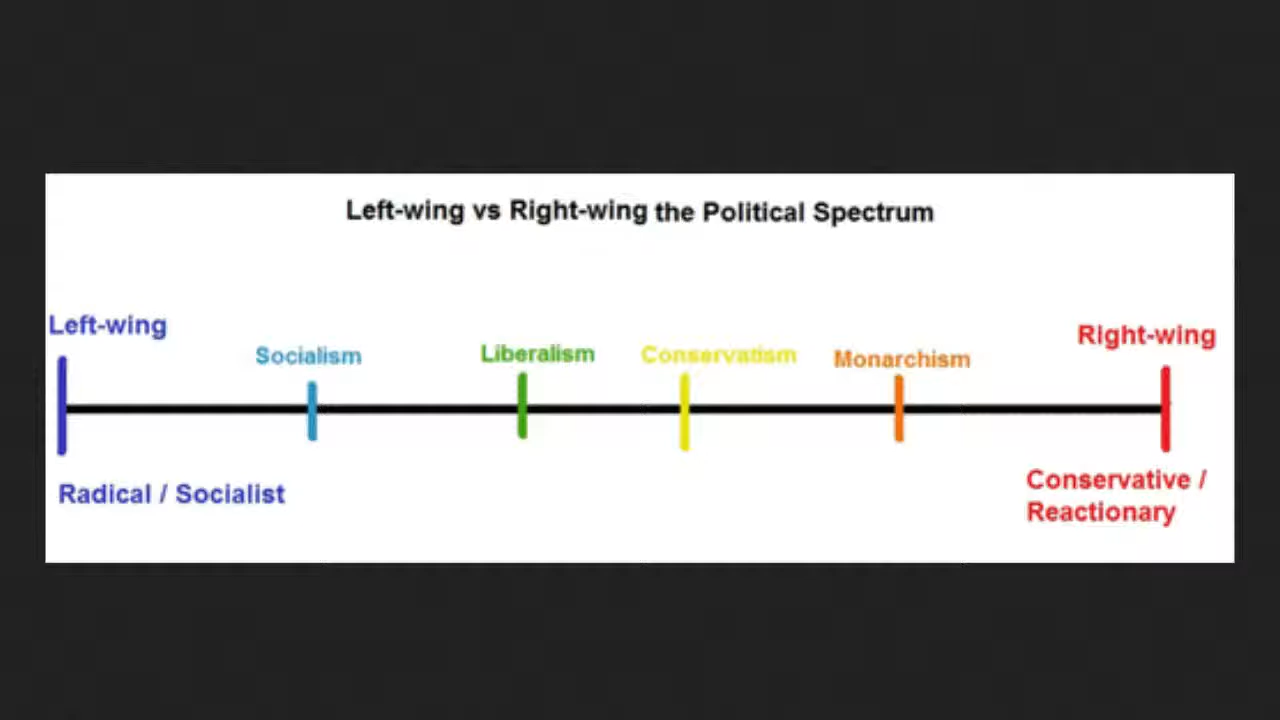 Left-wing vs Right-wing the Political Spectrum
Left-wing
Socialism
Liberalism
Conservatism
Monarchism
Right-wing
Radical / Socialist
Conservative /
Reactionary